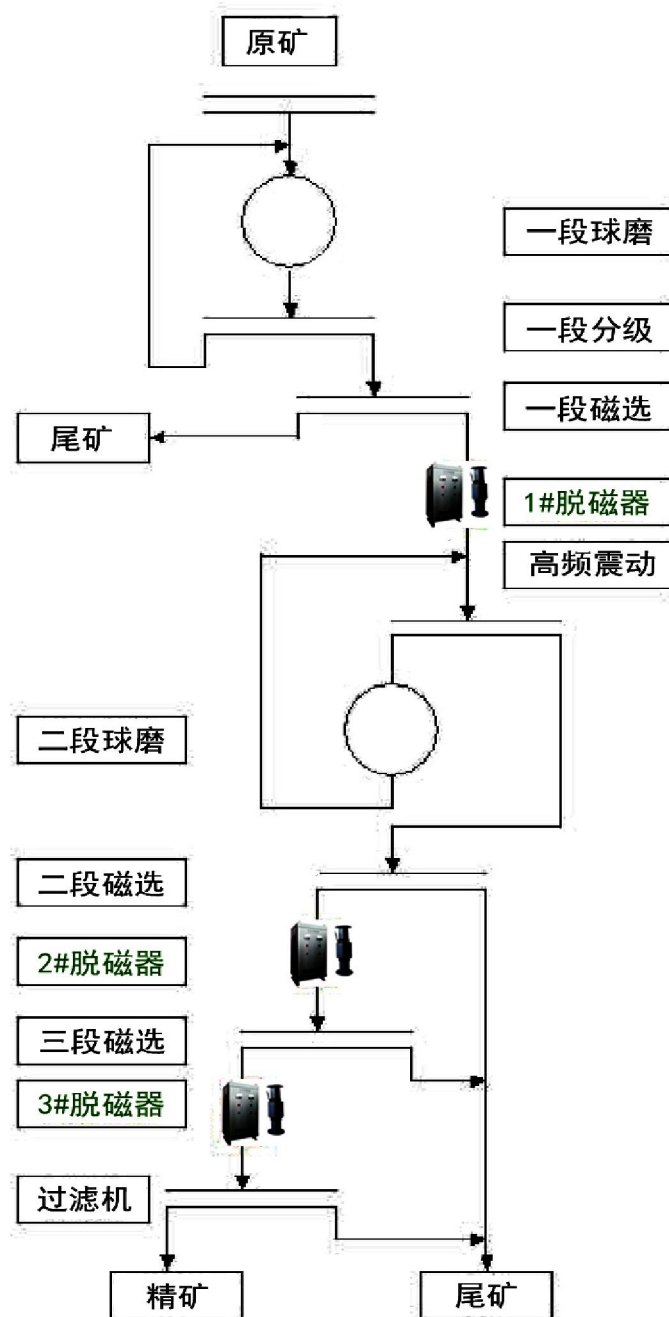 原矿
一段球磨
一段分级
一段磁选
尾矿
1#脱磁器
高频震动
二段球磨
二段磁选
2#脱磁器
三段磁选
3#脱磁器
过滤机
精矿
尾矿